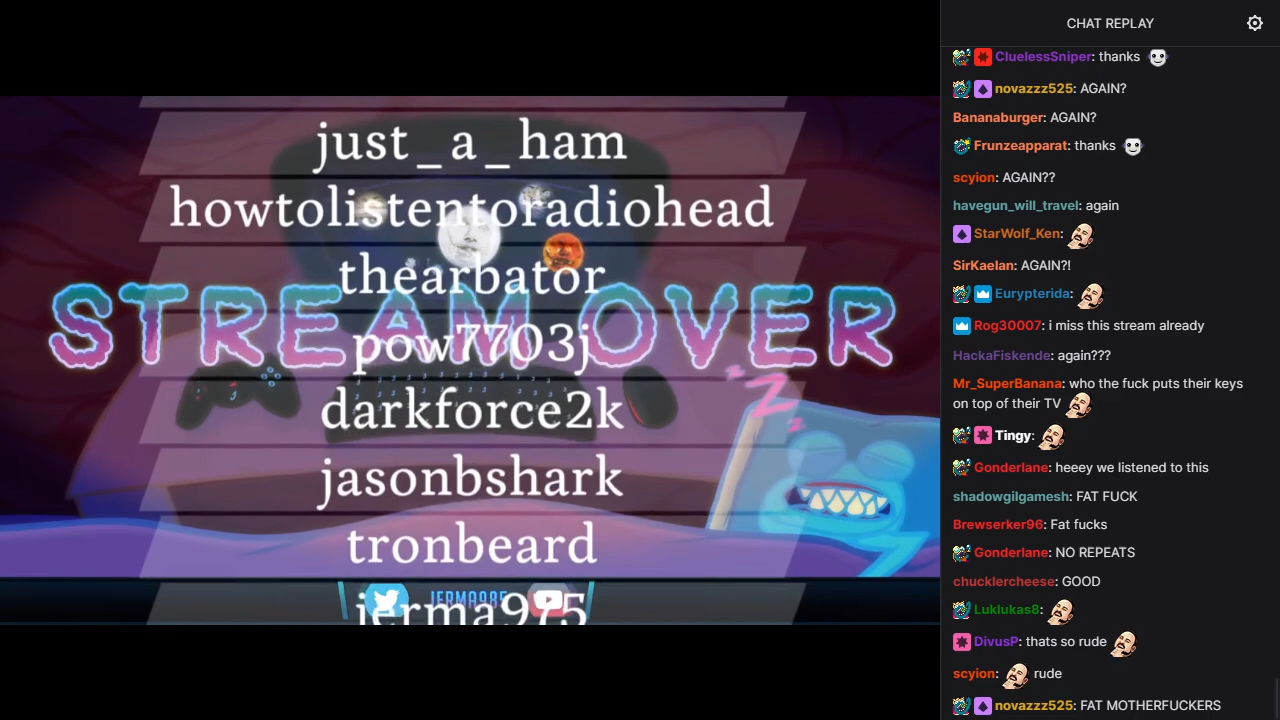 just_a_ham
howtolistentoradiohead
thearbator
STREAM OVER
pow7703j
darkforce2k
jasonbshark
tronbeard
JERMA985
jerma975
CHAT REPLAY
CluelessSniper: thanks
novazzz525: AGAIN?
Bananaburger: AGAIN?
Frunzeapparat: thanks
scyion: AGAIN??
havegun_will_travel: again
StarWolf_Ken:
SirKaelan: AGAIN?!
Eurypterida:
Rog30007: i miss this stream already
HackaFiskende: again???
Mr_SuperBanana: who the fuck puts their keys
on top of their TV
Tingy:
Gonderlane: heeey we listened to this
shadowgilgamesh: FAT FUCK
Brewserker96: Fat fucks
Gonderlane: NO REPEATS
chucklercheese: GOOD
Luklukas8:
DivusP: thats so rude
scyion: rude
novazzz525: FAT MOTHERFUCKERS